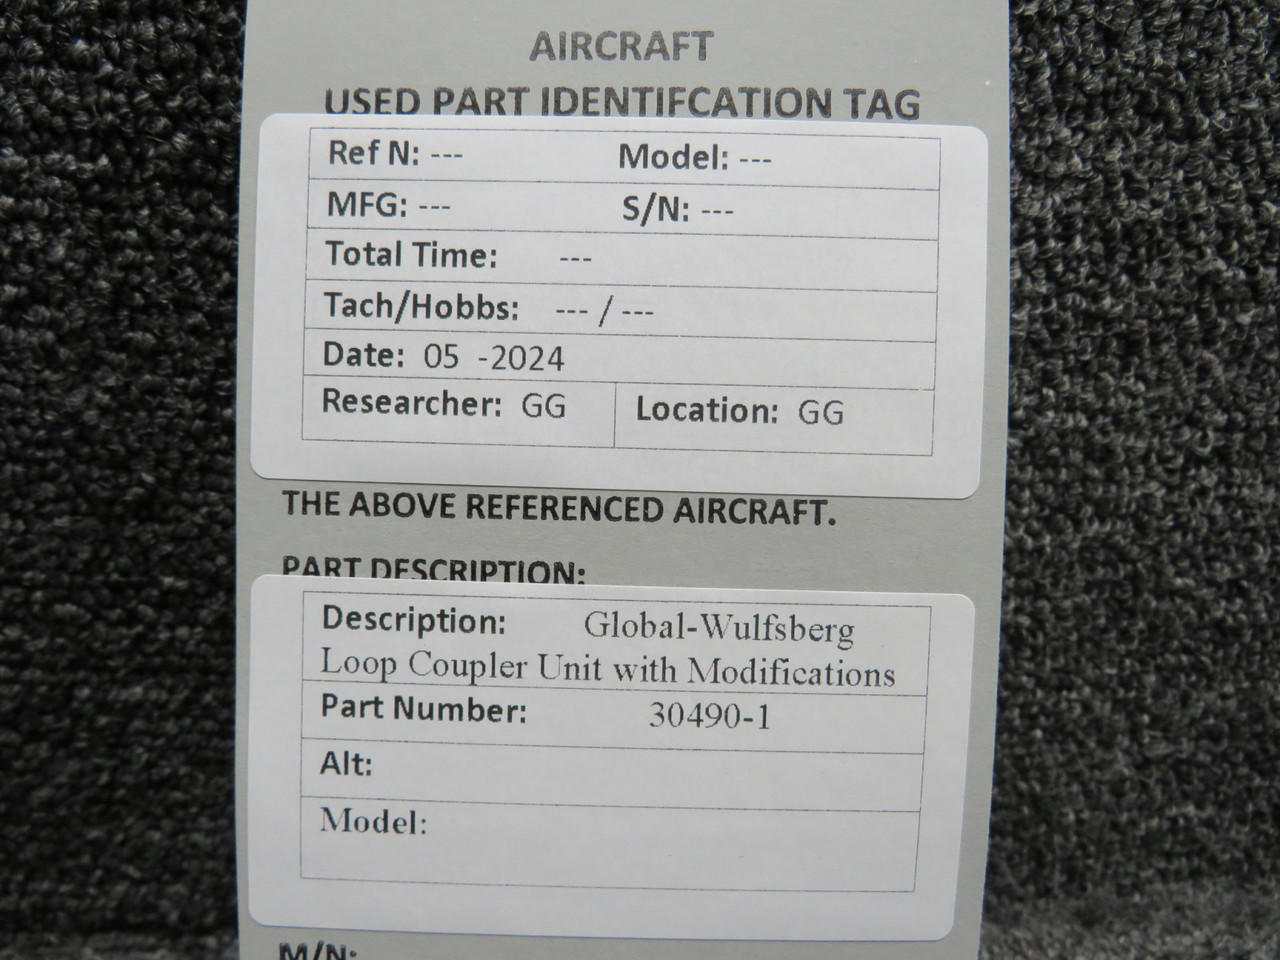 AIRCRAFT
USED PART IDENTIFCATION TAG
Ref N: --- Model: ---
MFG: --- S/N: ---
Total Time: ---
Tach/Hobbs: --- / ---
Date: 05 -2024
Researcher: GG Location: GG
THE ABOVE REFERENCED AIRCRAFT.
PART DESCRIPTION:
Description: Global-Wulfsberg
Loop Coupler Unit with Modifications
Part Number: 30490-1
Alt:
Model:
M/N: